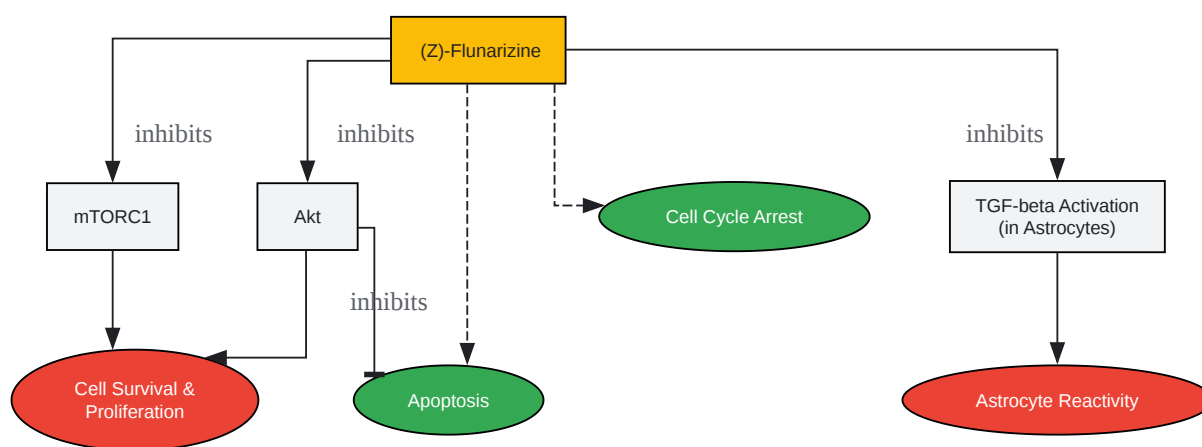 (Z)-Flunarizine
inhibits
inhibits
inhibits
mTORC1
Akt
Cell Cycle Arrest
TGF-beta Activation
(in Astrocytes)
inhibits
Cell Survival &
Proliferation
Apoptosis
Astrocyte Reactivity